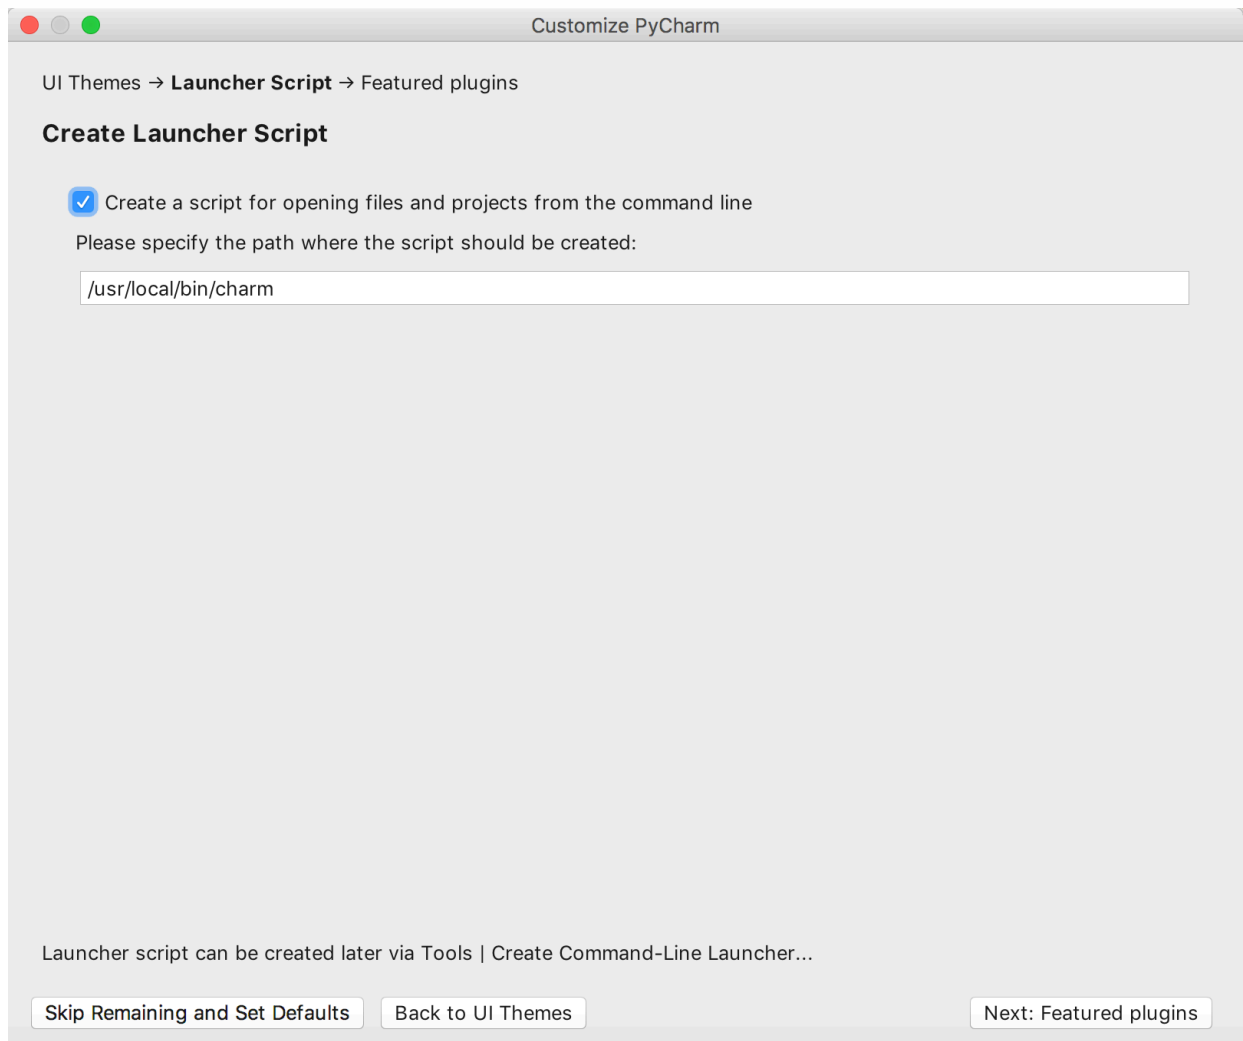 Customize PyCharm
UI Themes → Launcher Script → Featured plugins
Create Launcher Script
Create a script for opening files and projects from the command line
Please specify the path where the script should be created:
/usr/local/bin/charm
Launcher script can be created later via Tools | Create Command-Line Launcher...
Skip Remaining and Set Defaults Back to UI Themes Next: Featured plugins